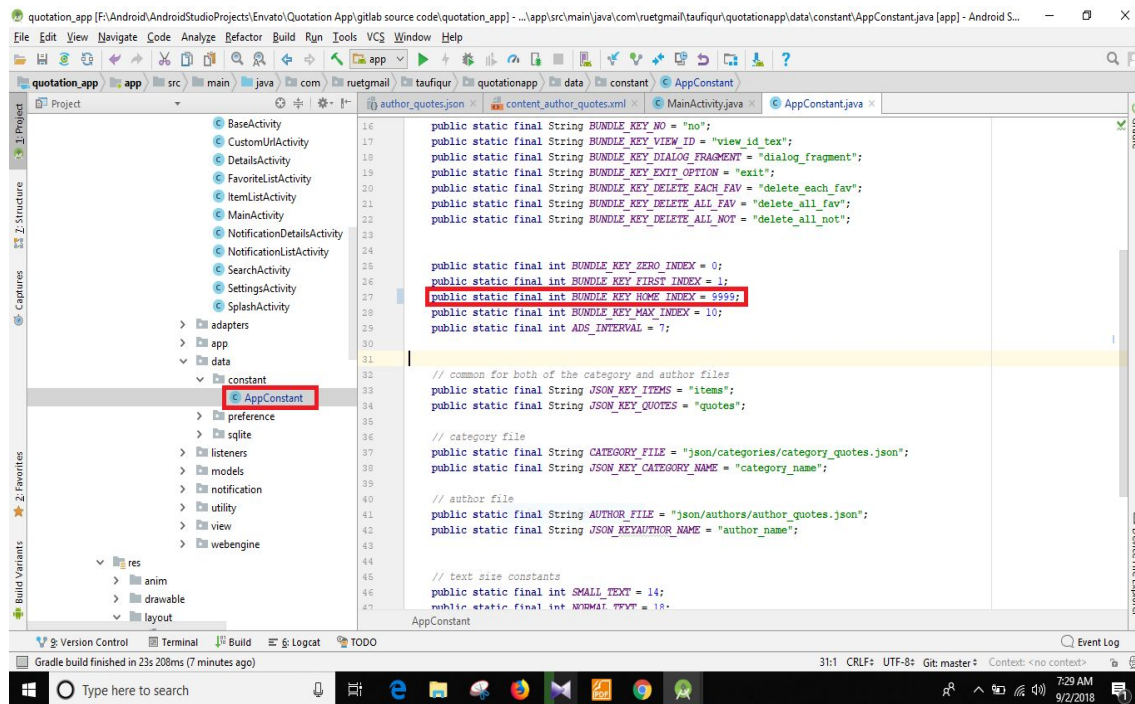 quotation_app [F:\Android\AndroidStudioProjects\Envato\Quotation App\gitlab source code\quotation_app] - ...\app\src\main\java\com\ruetgmail\taufiqur\quotationapp\data\constant\AppConstant.java [app] - Android S...
File Edit View Navigate Code Analyze Refactor Build Run Tools VCS Window Help
app
quotation_app app src main java com ruetgmail taufiqur quotationapp data constant AppConstant
Project
author_quotes.json content_author_quotes.xml MainActivity.java AppConstant.java
1: Project
Z: Structure
Captures
2: Favorites
Build Variants
BaseActivity
CustomUrlActivity
DetailsActivity
FavoriteListActivity
ItemListActivity
MainActivity
NotificationDetailsActivity
NotificationListActivity
SearchActivity
SettingsActivity
SplashActivity
adapters
app
data
constant
AppConstant
preference
sqlite
listeners
models
notification
utility
view
webengine
res
anim
drawable
layout
16 public static final String BUNDLE_KEY_NO = "no";
17 public static final String BUNDLE_KEY_VIEW_ID = "view_id_tex";
18 public static final String BUNDLE_KEY_DIALOG_FRAGMENT = "dialog_fragment";
19 public static final String BUNDLE_KEY_EXIT_OPTION = "exit";
20 public static final String BUNDLE_KEY_DELETE_EACH_FAV = "delete_each_fav";
21 public static final String BUNDLE_KEY_DELETE_ALL_FAV = "delete_all_fav";
22 public static final String BUNDLE_KEY_DELETE_ALL_NOT = "delete_all_not";
23
24
25 public static final int BUNDLE_KEY_ZERO_INDEX = 0;
26 public static final int BUNDLE_KEY_FIRST_INDEX = 1;
27 public static final int BUNDLE_KEY_HOME_INDEX = 9999;
28 public static final int BUNDLE_KEY_MAX_INDEX = 10;
29 public static final int ADS_INTERVAL = 7;
30
31
32 // common for both of the category and author files
33 public static final String JSON_KEY_ITEMS = "items";
34 public static final String JSON_KEY_QUOTES = "quotes";
35
36 // category file
37 public static final String CATEGORY_FILE = "json/categories/category_quotes.json";
38 public static final String JSON_KEY_CATEGORY_NAME = "category_name";
39
40 // author file
41 public static final String AUTHOR_FILE = "json/authors/author_quotes.json";
42 public static final String JSON_KEYAUTHOR_NAME = "author_name";
43
44
45 // text size constants
46 public static final int SMALL_TEXT = 14;
47 public static final int NORMAL_TEXT = 18;
AppConstant
9: Version Control Terminal Build 6: Logcat TODO Event Log
Gradle build finished in 23s 208ms (7 minutes ago) 31:1 CRLF UTF-8 Git: master Context: <no context>
Type here to search
7:29 AM
9/2/2018